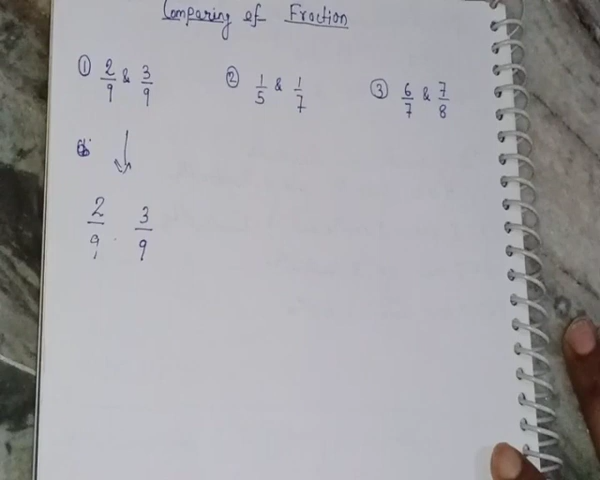 Comparing of Fraction
① 2/9 & 3/9 ② 1/5 & 1/7 ③ 6/7 & 7/8
2/9 3/9